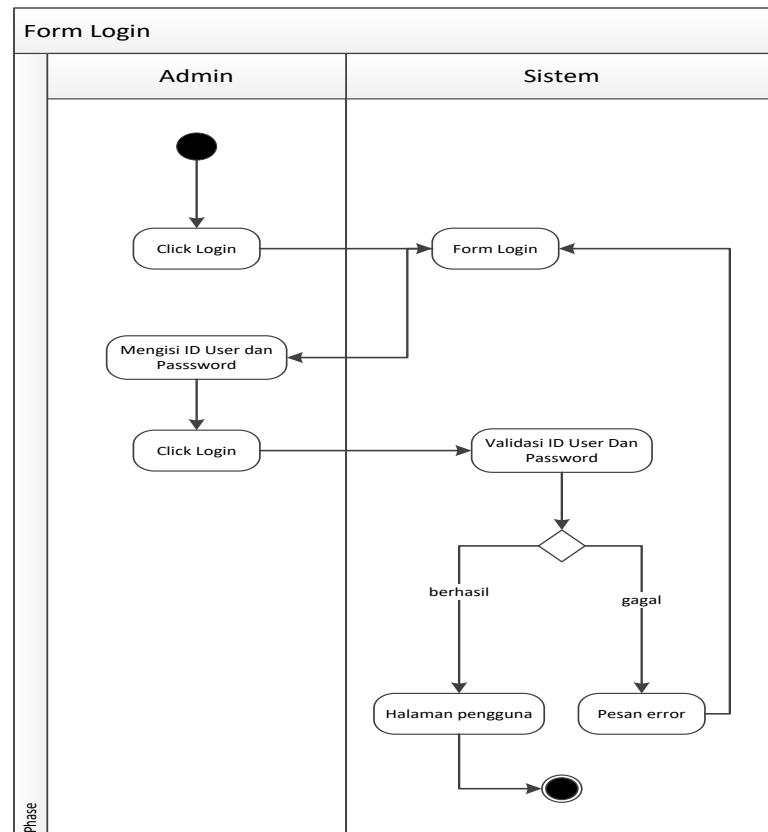 Form Login
Admin
Sistem
Click Login
Form Login
Mengisi ID User dan
Passsword
Click Login
Validasi ID User Dan
Password
berhasil
gagal
Halaman pengguna
Pesan error
Phase